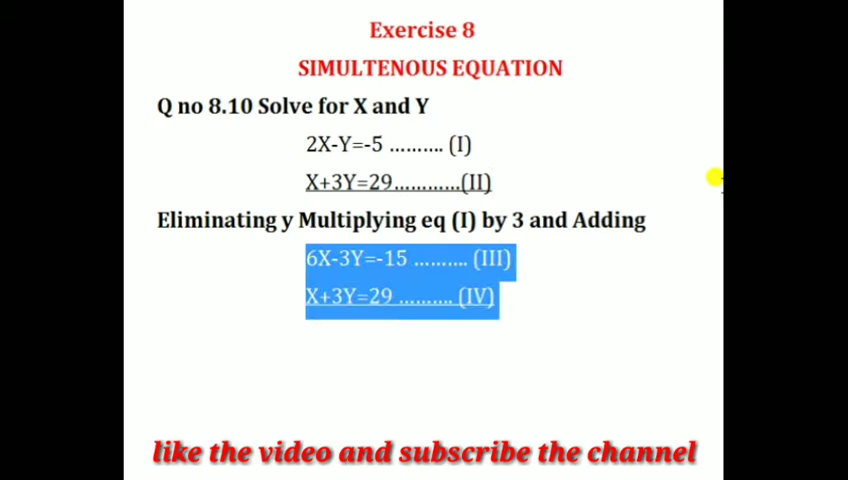 Exercise 8
SIMULTENOUS EQUATION
Q no 8.10 Solve for X and Y
2X-Y=-5 .......... (I)
X+3Y=29............(II)
Eliminating y Multiplying eq (I) by 3 and Adding
6X-3Y=-15 .......... (III)
X+3Y=29 .......... (IV)
like the video and subscribe the channel